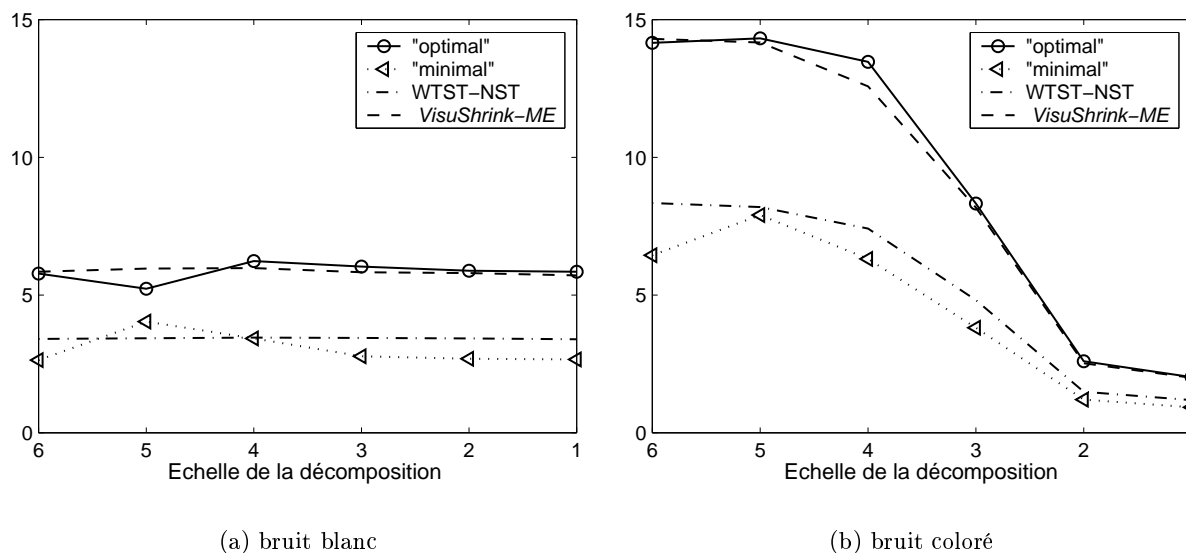 15
10
5
0
"optimal"
"minimal"
WTST−NST
VisuShrink−ME
6 5 4 3 2 1
Echelle de la décomposition
(a) bruit blanc
15
10
5
0
"optimal"
"minimal"
WTST−NST
VisuShrink−ME
6 5 4 3 2
Echelle de la décomposition
(b) bruit coloré